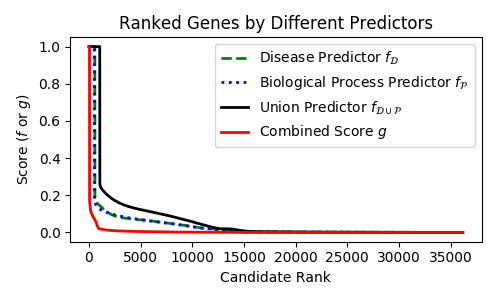 Ranked Genes by Different Predictors
Score (f or g)
1.0
0.8
0.6
0.4
0.2
0.0
Disease Predictor f_𝒟
Biological Process Predictor f_𝒫
Union Predictor f_𝒟∪𝒫
Combined Score g
0 5000 10000 15000 20000 25000 30000 35000
Candidate Rank